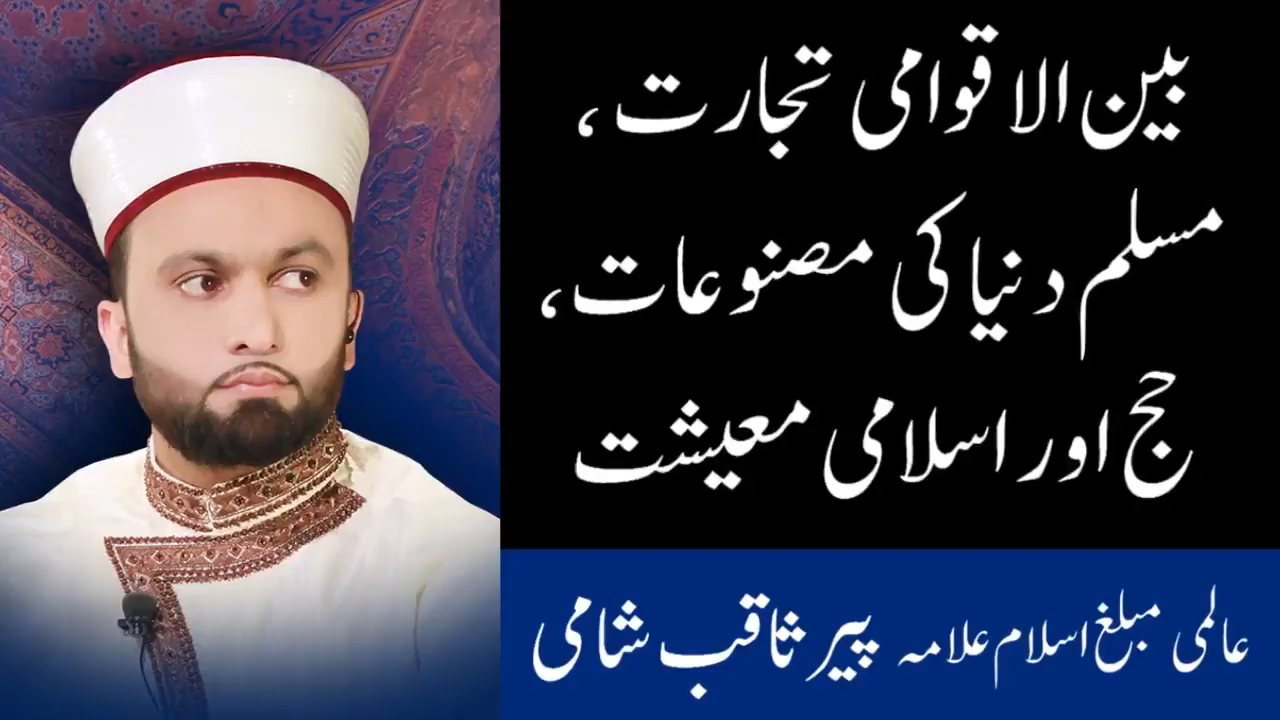 بین الاقوامی تجارت،
مسلم دنیا کی مصنوعات،
حج اور اسلامی معیشت
عالمی مبلغ اسلام علامہ پیر ثاقب شامی